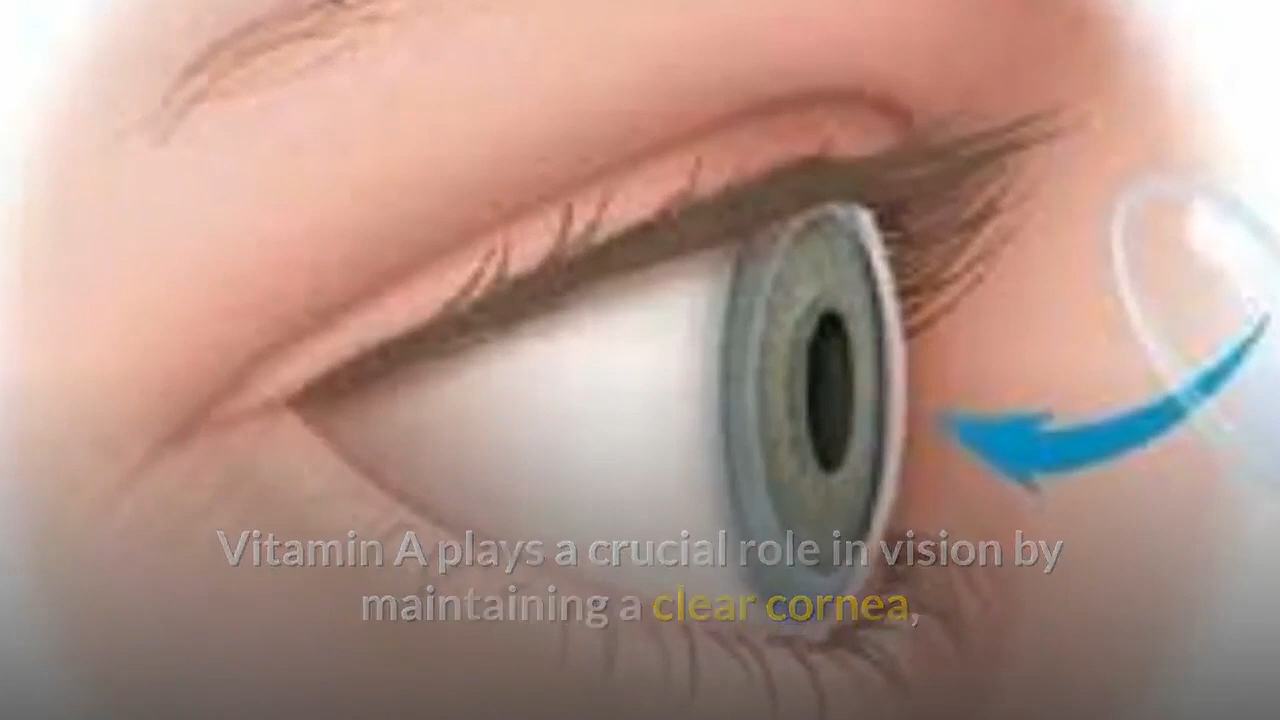 Vitamin A plays a crucial role in vision by
maintaining a clear cornea,